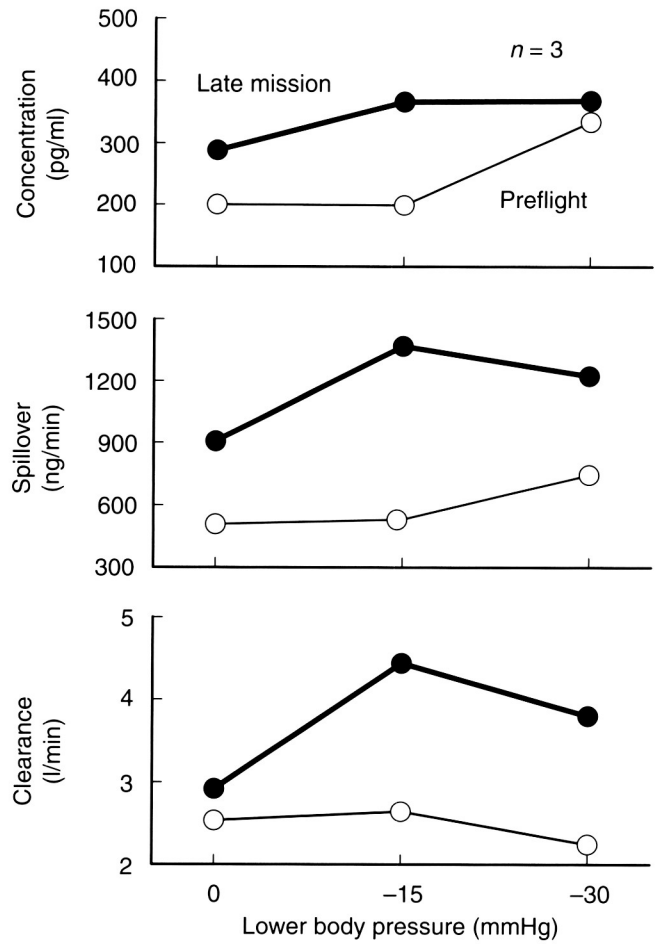 Concentration
(pg/ml)
500
400
300
200
100
n = 3
Late mission
Preflight
Spillover
(ng/min)
1500
1200
900
600
300
Clearance
(l/min)
5
4
3
2
0
–15
–30
Lower body pressure (mmHg)